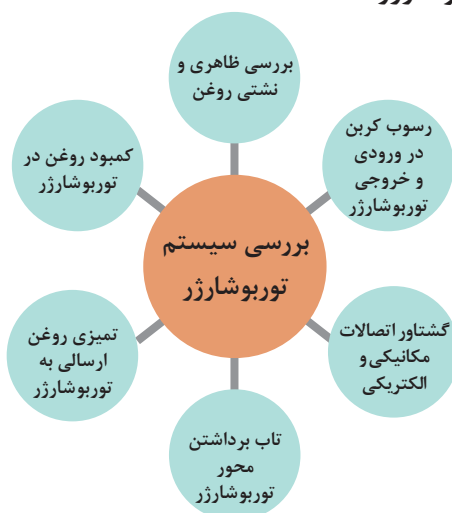 بررسی ظاهری و
نشتی روغن
رسوب کربن
در ورودی
و خروجی
توربوشارژر
گشتاور اتصالات
مکانیکی و
الکتریکی
تاب برداشتن
محور
توربوشارژر
تمیزی روغن
ارسالی به
توربوشارژر
کمبود روغن در
توربوشارژر
بررسی سیستم
توربوشارژر